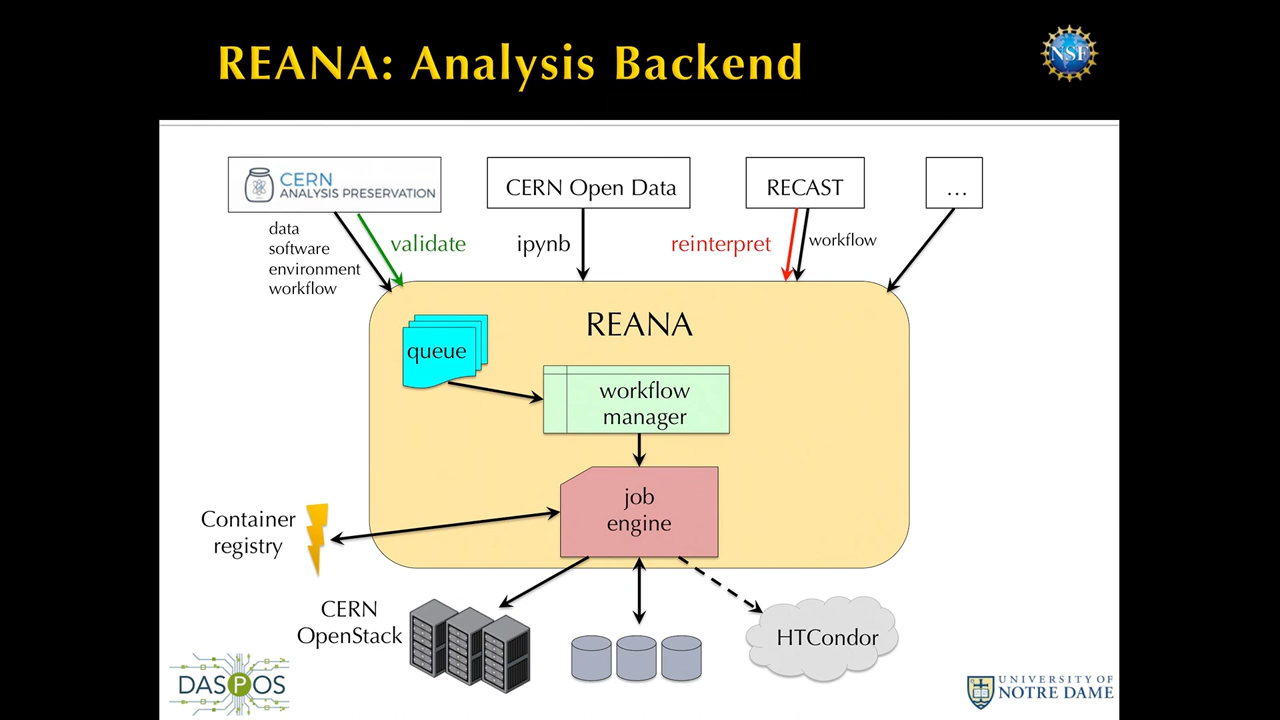 REANA: Analysis Backend
NSF
CERN
ANALYSIS PRESERVATION
CERN Open Data
RECAST
...
data
software
environment
workflow
validate
ipynb
reinterpret
workflow
REANA
queue
workflow
manager
job
engine
Container
registry
CERN
OpenStack
HTCondor
DASPOS
UNIVERSITY OF
NOTRE DAME